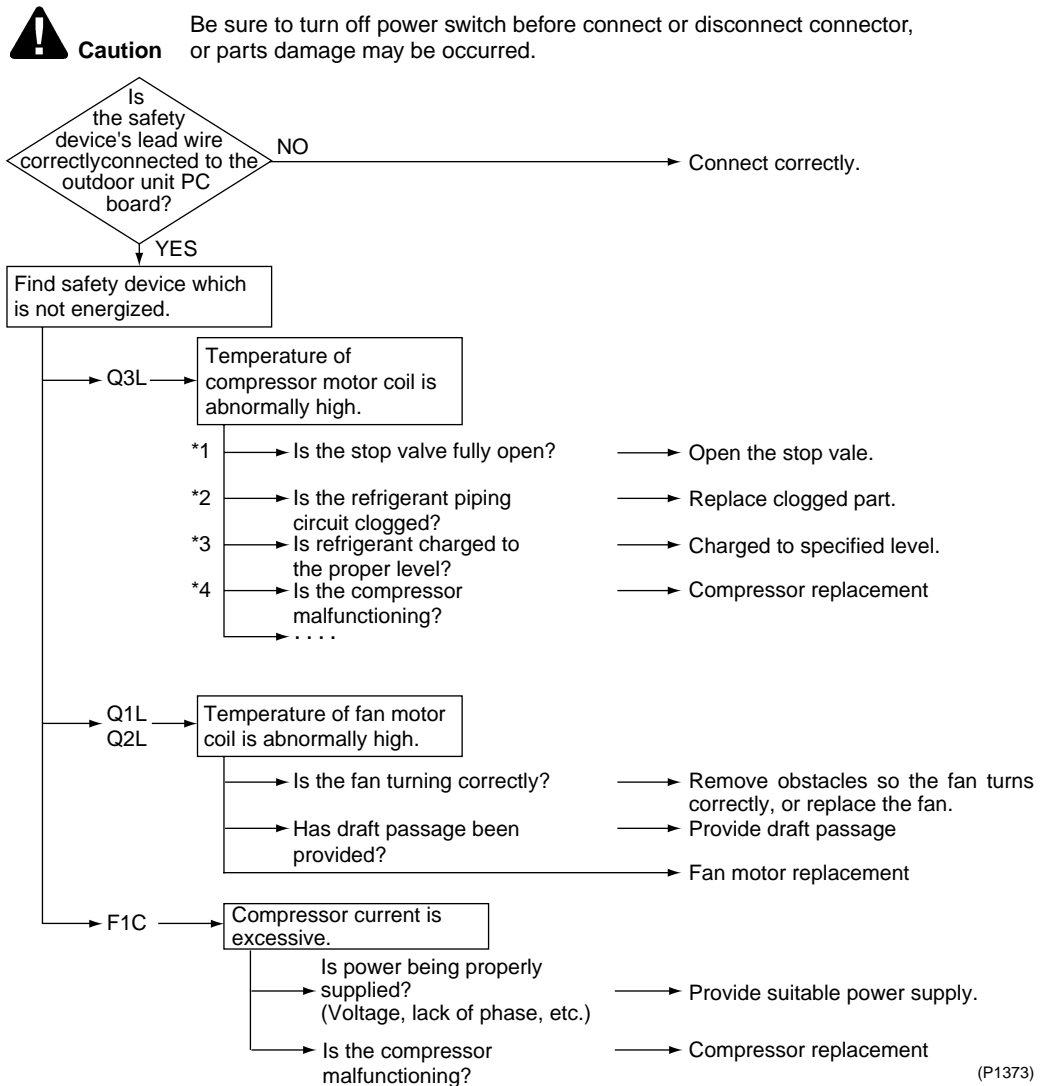 Be sure to turn off power switch before connect or disconnect connector,
Caution or parts damage may be occurred.
Is
the safety
device's lead wire
correctlyconnected to the
outdoor unit PC
board?
NO
Connect correctly.
YES
Find safety device which
is not energized.
Q3L
Temperature of
compressor motor coil is
abnormally high.
*1 Is the stop valve fully open? Open the stop vale.
*2 Is the refrigerant piping
circuit clogged?
Replace clogged part.
*3 Is refrigerant charged to
the proper level?
Charged to specified level.
*4 Is the compressor
malfunctioning?
Compressor replacement
. . . .
Q1L
Q2L
Temperature of fan motor
coil is abnormally high.
Is the fan turning correctly?
Remove obstacles so the fan turns
correctly, or replace the fan.
Has draft passage been
provided?
Provide draft passage
Fan motor replacement
F1C
Compressor current is
excessive.
Is power being properly
supplied?
(Voltage, lack of phase, etc.)
Provide suitable power supply.
Is the compressor
malfunctioning?
Compressor replacement
(P1373)